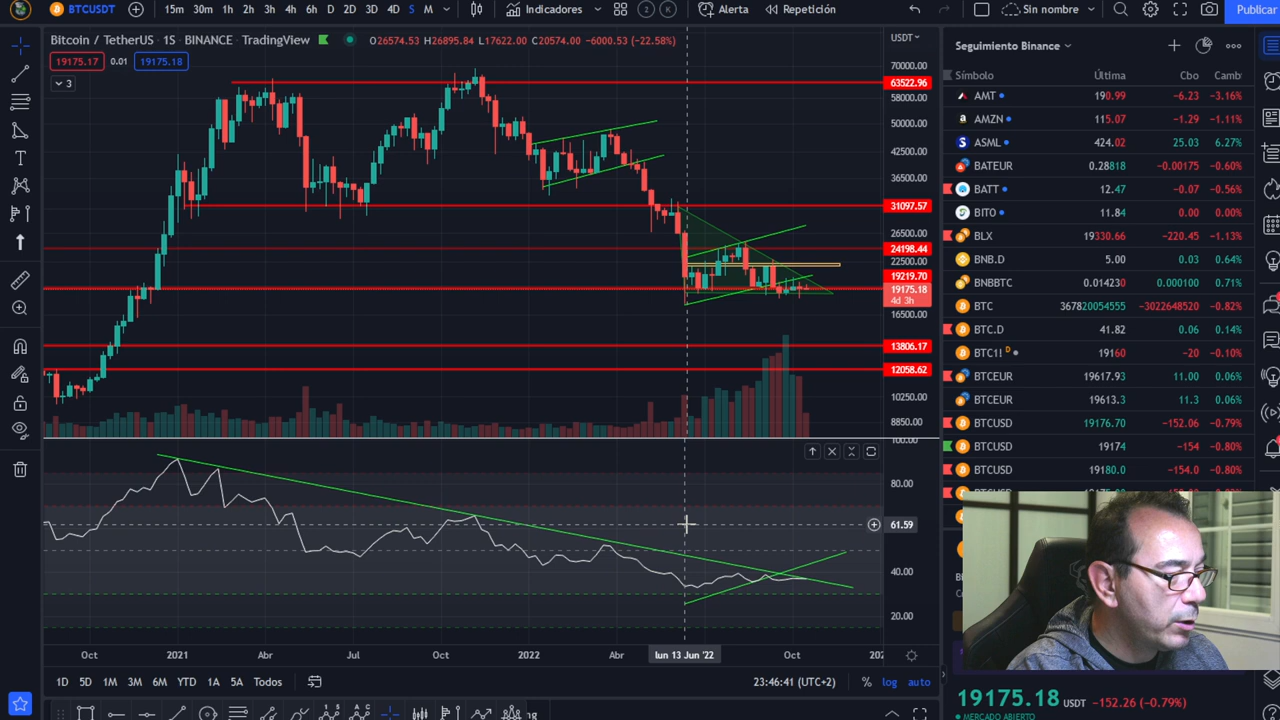 BTCUSDT 15m 30m 1h 2h 3h 4h 6h D 2D 3D 4D S M Indicadores 2 K Alerta Repetición Sin nombre Publicar
Bitcoin / TetherUS · 1S · BINANCE · TradingView O26574.53 H26895.84 L17622.00 C20574.00 −6000.53 (−22.58%) USDT
19175.17 0.01 19175.18
3
70000.00
63522.96
58000.00
50000.00
42500.00
36500.00
31097.57
26500.00
24198.44
22500.00
19219.70
19175.18
4d 3h
16500.00
13806.17
12058.62
10250.00
8850.00
100.00
80.00
61.59
40.00
20.00
Oct 2021 Abr Jul Oct 2022 Abr lun 13 Jun '22 Oct 202
1D 5D 1M 3M 6M YTD 1A 5A Todos 23:46:41 (UTC+2) % log auto
Seguimiento Binance
Símbolo Última Cbo Camb
AMT 190.99 -6.23 -3.16%
AMZN 115.07 -1.29 -1.11%
ASML 424.02 25.03 6.27%
BATEUR 0.28818 -0.00175 -0.60%
BATT 12.47 -0.07 -0.56%
BITO 11.84 0.00 0.00%
BLX 19330.66 -220.45 -1.13%
BNB.D 5.00 0.03 0.64%
BNBBTC 0.014230 0.000100 0.71%
BTC 367820054555 -3022648520 -0.82%
BTC.D 41.82 0.06 0.14%
BTC1! D 19160 -20 -0.10%
BTCEUR 19617.93 11.00 0.06%
BTCEUR 19613.3 11.3 0.06%
BTCUSD 19176.70 -152.06 -0.79%
BTCUSD 19174 -154 -0.80%
BTCUSD 19180.0 -154.0 -0.80%
19175.18 USDT −152.26 (−0.79%)
MERCADO ABIERTO